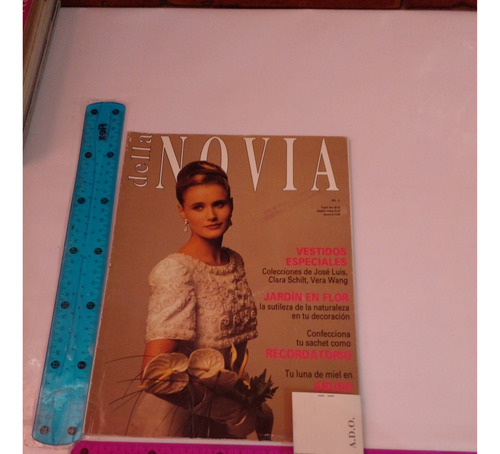 della
NOVIA
VESTIDOS
ESPECIALES
Colecciones de José Luis,
Clara Schilt, Vera Wang
JARDÍN EN FLOR
la sutileza de la naturaleza
en tu decoración
Confecciona
tu sachet como
RECORDATORIO
Tu luna de miel en
A.D.O.